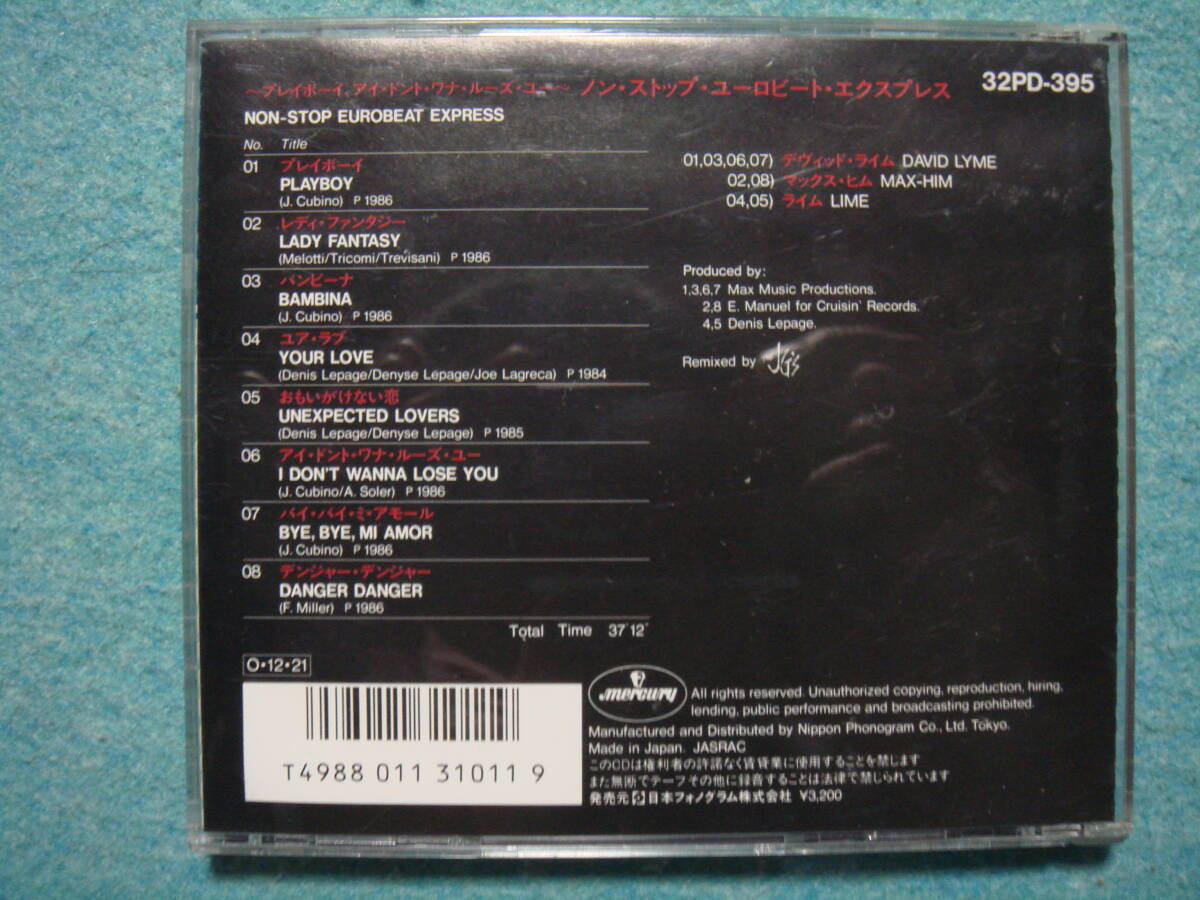 ～プレイボーイ、アイ・ドント・ワナ・ルーズ・ユー～ ノン・ストップ・ユーロビート・エクスプレス 32PD-395
NON-STOP EUROBEAT EXPRESS
No. Title
01 プレイボーイ
PLAYBOY
(J. Cubino) P 1986
02 レディ・ファンタジー
LADY FANTASY
(Melotti/Tricomi/Trevisani) P 1986
03 バンビーナ
BAMBINA
(J. Cubino) P 1986
04 ユア・ラブ
YOUR LOVE
(Denis Lepage/Denyse Lepage/Joe Lagreca) P 1984
05 おもいがけない恋
UNEXPECTED LOVERS
(Denis Lepage/Denyse Lepage) P 1985
06 アイ・ドント・ワナ・ルーズ・ユー
I DON'T WANNA LOSE YOU
(J. Cubino/A. Soler) P 1986
07 バイ・バイ・ミ・アモール
BYE, BYE, MI AMOR
(J. Cubino) P 1986
08 デンジャー・デンジャー
DANGER DANGER
(F. Miller) P 1986
Total Time 37'12"
01,03,06,07) デヴィッド・ライム DAVID LYME
02,08) マックス・ヒム MAX-HIM
04,05) ライム LIME
Produced by:
1,3,6,7 Max Music Productions.
2,8 E. Manuel for Cruisin' Records.
4,5 Denis Lepage.
Remixed by
O・12・21
T4988 011 31011 9
mercury
All rights reserved. Unauthorized copying, reproduction, hiring,
lending, public performance and broadcasting prohibited.
Manufactured and Distributed by Nippon Phonogram Co., Ltd. Tokyo.
Made in Japan. JASRAC
このCDは権利者の許諾なく賃貸業に使用することを禁じます
また無断でテープその他に録音することは法律で禁じられています
発売元 日本フォノグラム株式会社 ¥3,200